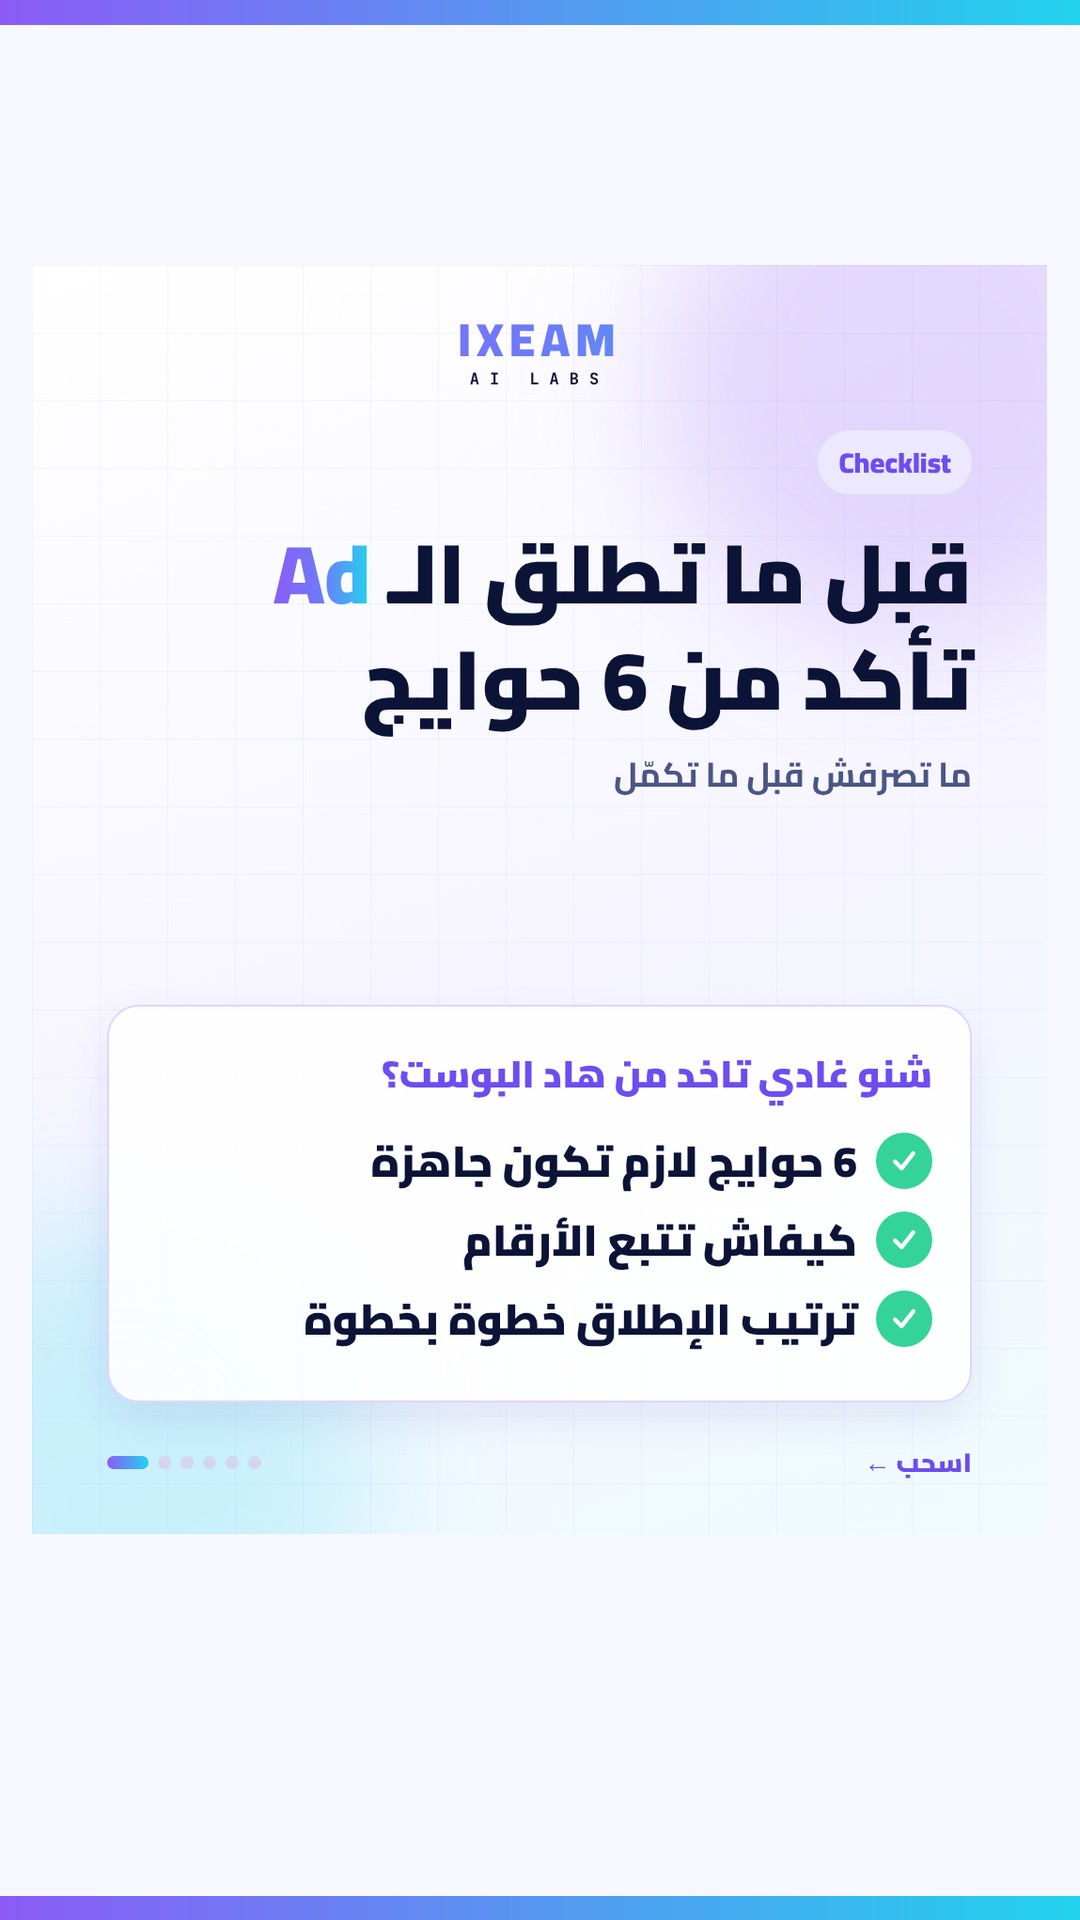 IXEAM
AI LABS
Checklist
قبل ما تطلق الـ Ad
تأكد من 6 حوايج
ما تصرفش قبل ما تكمّل
شنو غادي تاخد من هاد البوست؟
6 حوايج لازم تكون جاهزة
كيفاش تتبع الأرقام
ترتيب الإطلاق خطوة بخطوة
اسحب ←